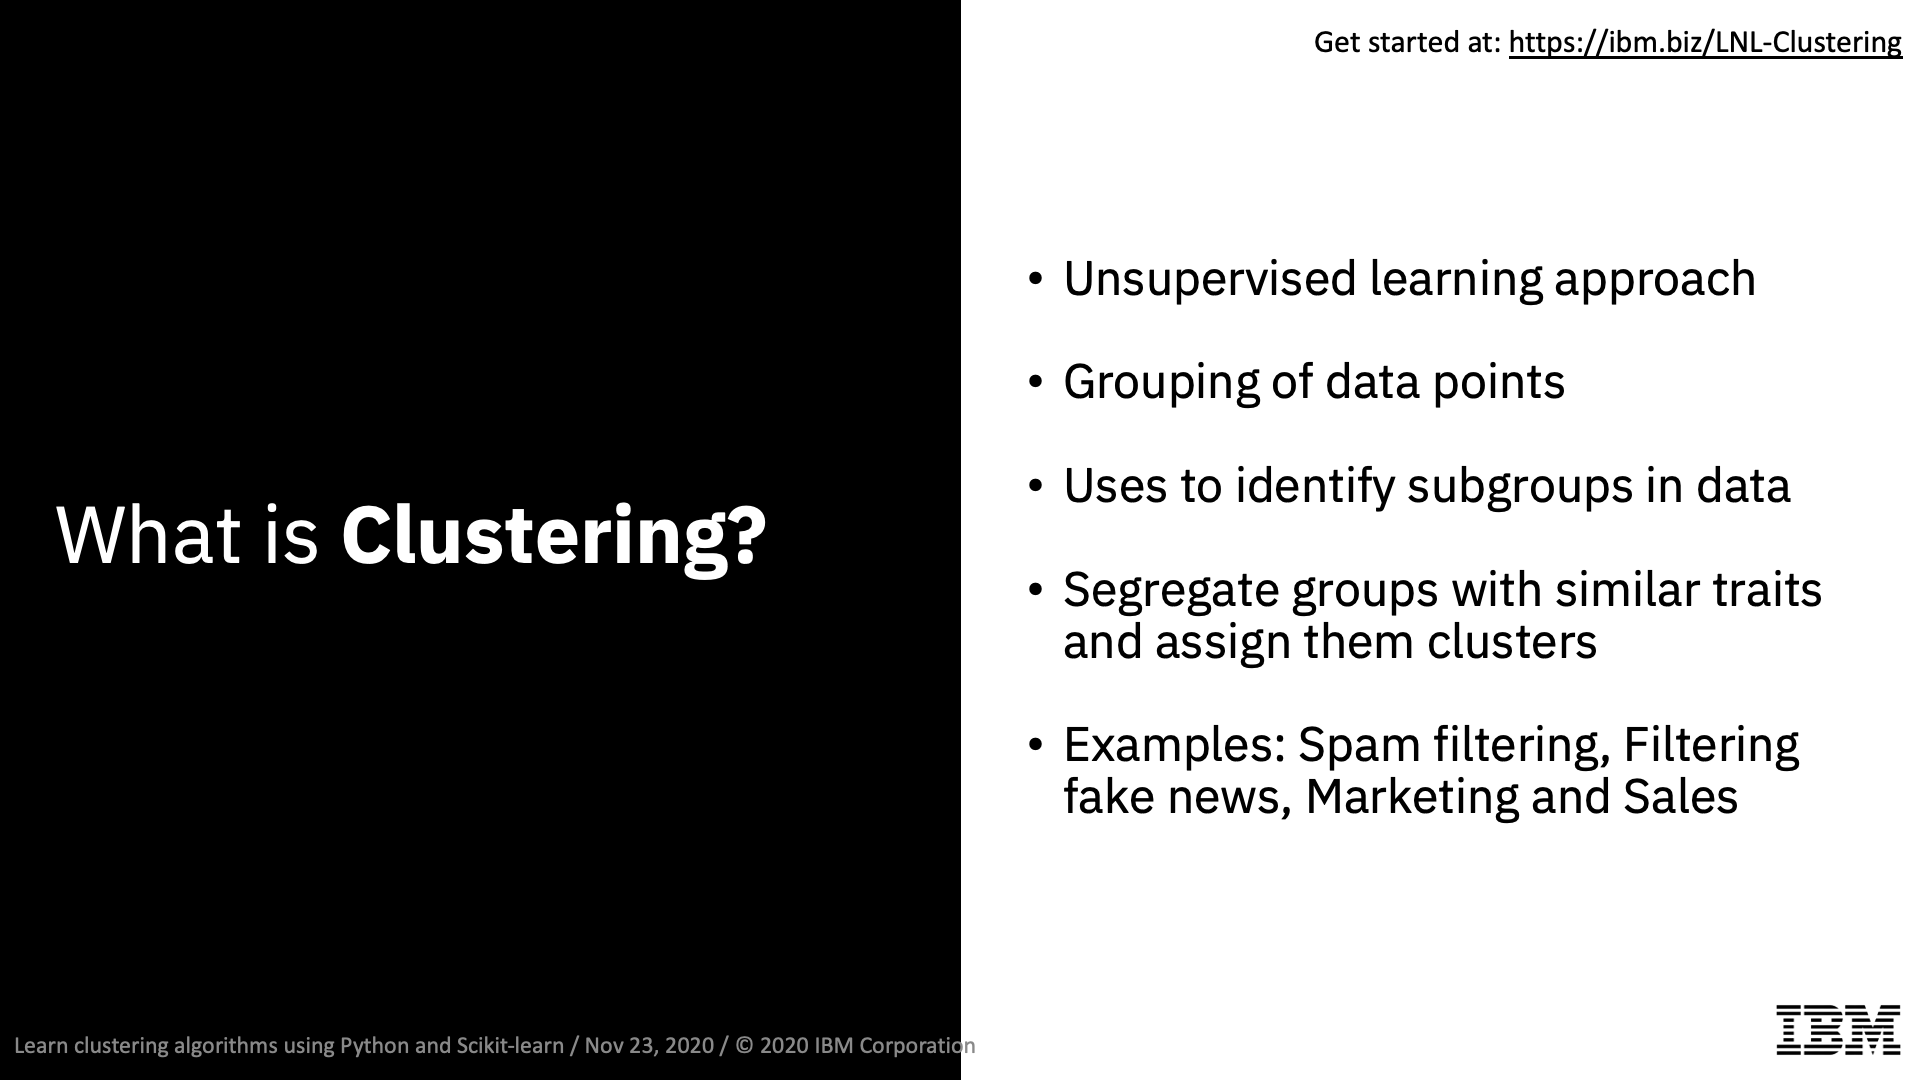 Get started at: https://ibm.biz/LNL-Clustering
What is Clustering?
• Unsupervised learning approach
• Grouping of data points
• Uses to identify subgroups in data
• Segregate groups with similar traits
and assign them clusters
• Examples: Spam filtering, Filtering
fake news, Marketing and Sales
Learn clustering algorithms using Python and Scikit-learn / Nov 23, 2020 / © 2020 IBM Corporation
IBM